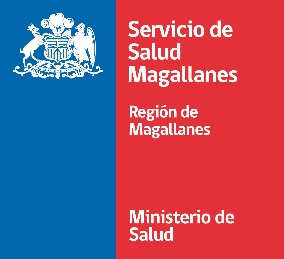 Servicio de
Salud
Magallanes
Región de
Magallanes
Ministerio de
Salud